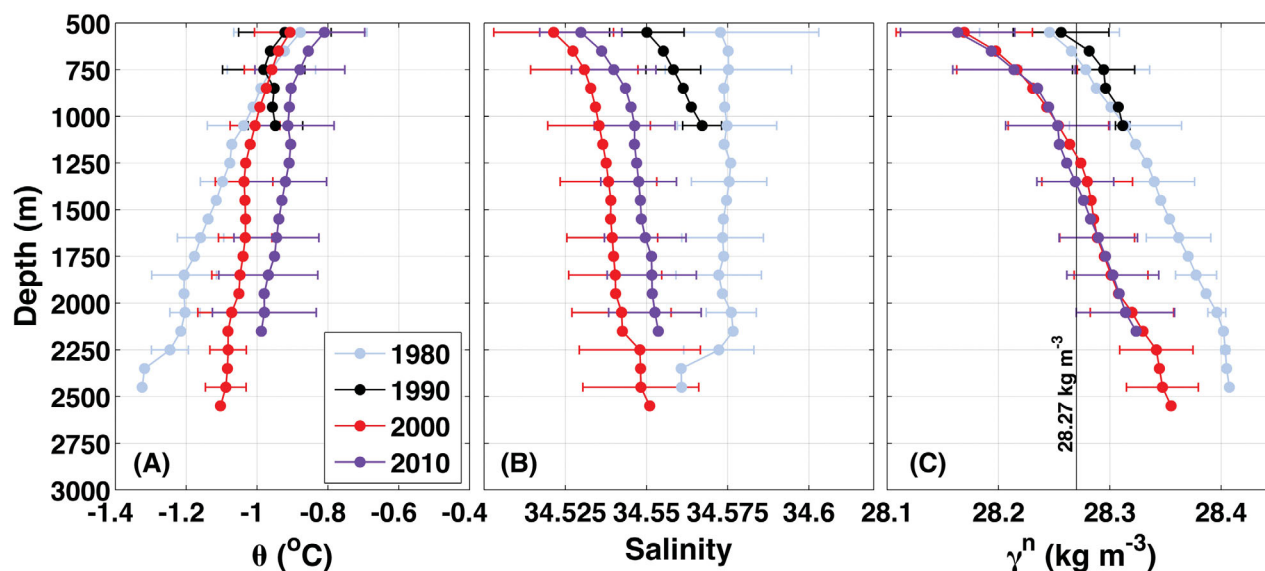 Depth (m)
500
750
1000
1250
1500
1750
2000
2250
2500
2750
3000
1980
1990
2000
2010
(A)
(B)
(C)
28.27 kg m-3
-1.4 -1.2 -1 -0.8 -0.6 -0.4
34.525 34.55 34.575 34.6
28.1 28.2 28.3 28.4
θ (oC)
Salinity
γn (kg m-3)